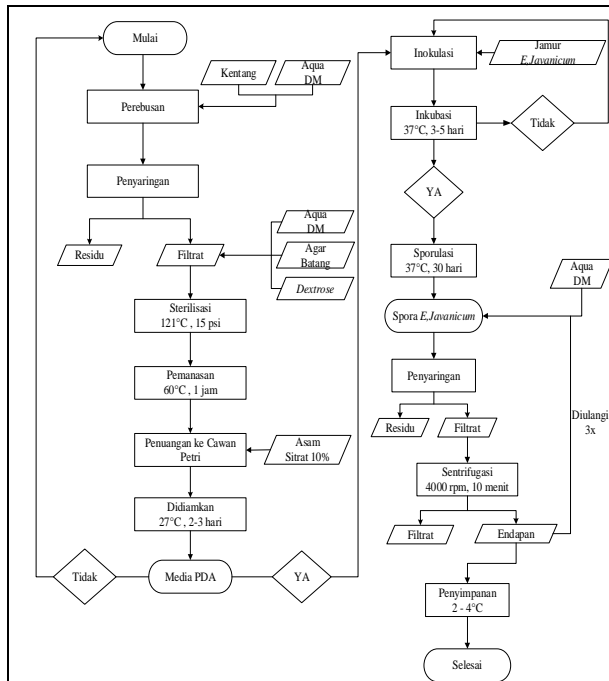 Mulai
Kentang
Aqua
DM
Perebusan
Penyaringan
Residu
Filtrat
Aqua
DM
Agar
Batang
Dextrose
Sterilisasi
121°C , 15 psi
Pemanasan
60°C , 1 jam
Penuangan ke Cawan
Petri
Asam
Sitrat 10%
Didiamkan
27°C , 2-3 hari
Tidak
Media PDA
YA
Inokulasi
Jamur
E.Javanicum
Inkubasi
37°C, 3-5 hari
Tidak
YA
Sporulasi
37°C, 30 hari
Aqua
DM
Spora E,Javanicum
Penyaringan
Residu
Filtrat
Diulangi
3x
Sentrifugasi
4000 rpm, 10 menit
Filtrat
Endapan
Penyimpanan
2 - 4°C
Selesai